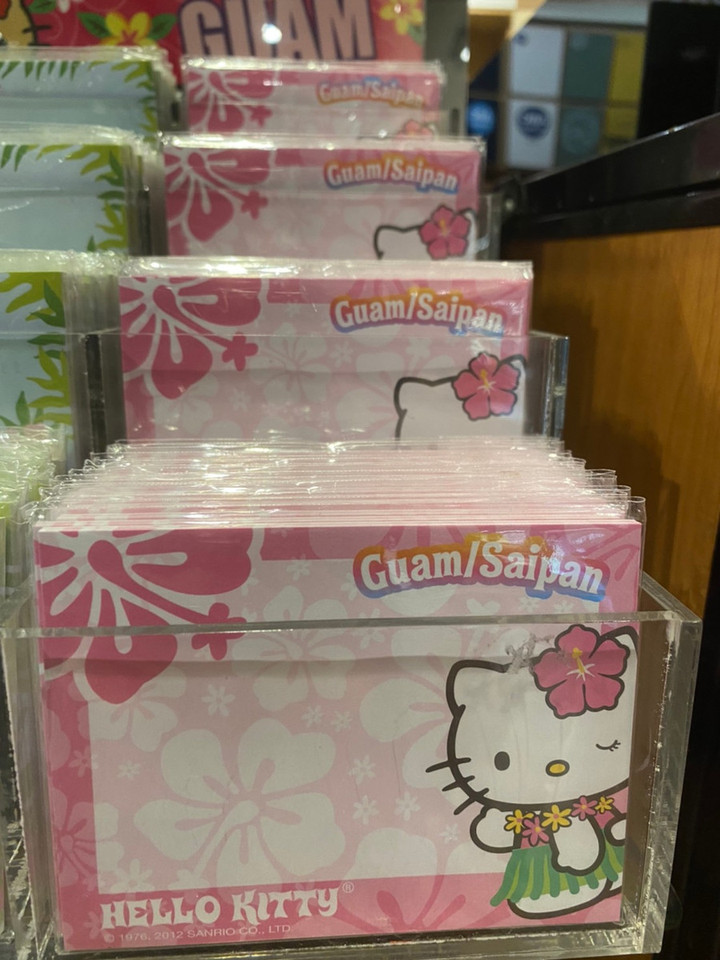 GUAM
Guam/Saipan
Guam/Saipan
Guam/Saipan
Guam/Saipan
HELLO KITTY®
© 1976, 2012 SANRIO CO., LTD.